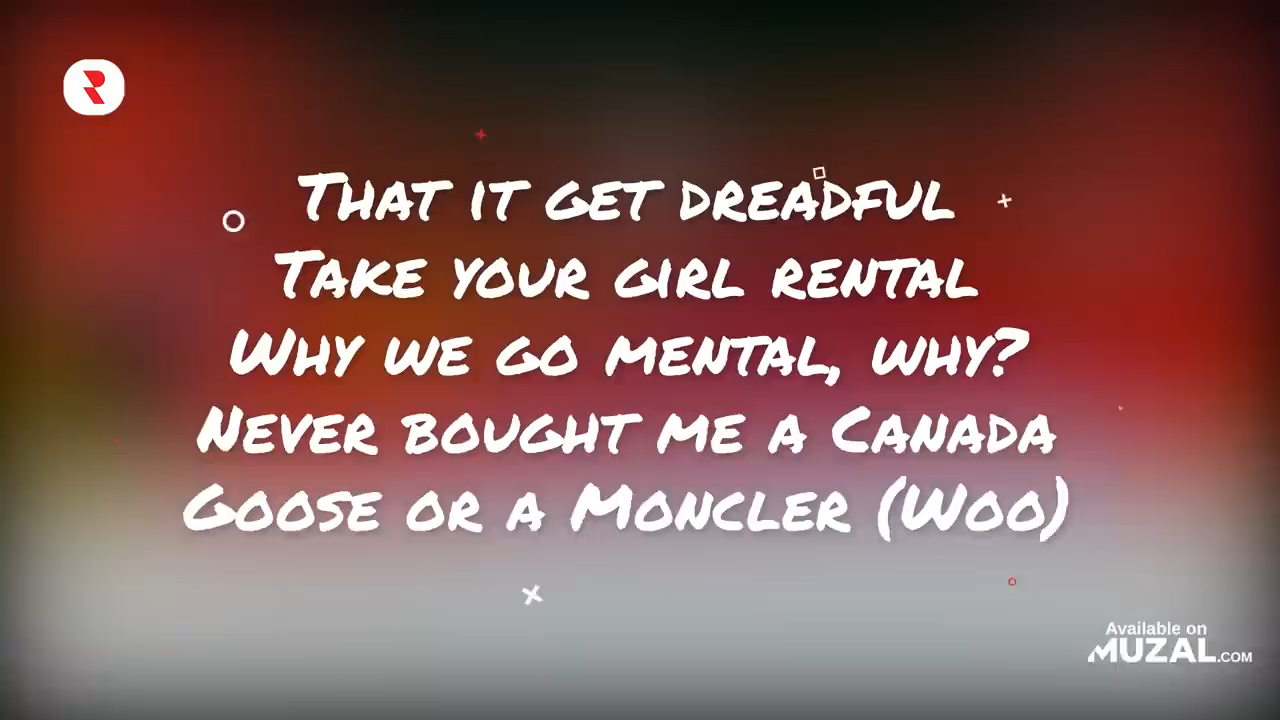 That it get dreadful
Take your girl rental
Why we go mental, why?
Never bought me a Canada
Goose or a Moncler (Woo)
Available on
MUZAL.COM